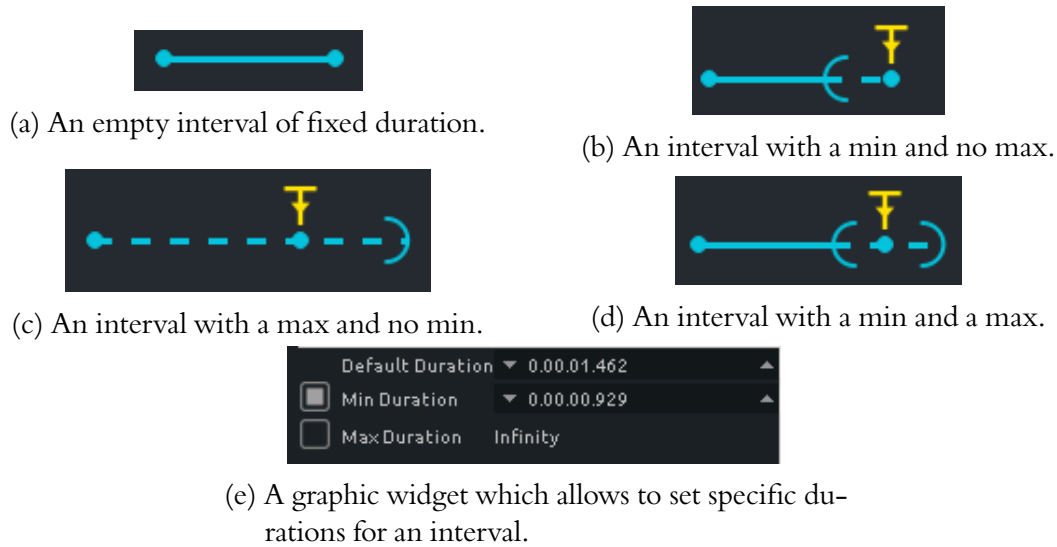 (a) An empty interval of fixed duration.
(b) An interval with a min and no max.
(c) An interval with a max and no min.
(d) An interval with a min and a max.
Default Duration 0.00.01.462
Min Duration 0.00.00.929
Max Duration Infinity
(e) A graphic widget which allows to set specific du-
rations for an interval.